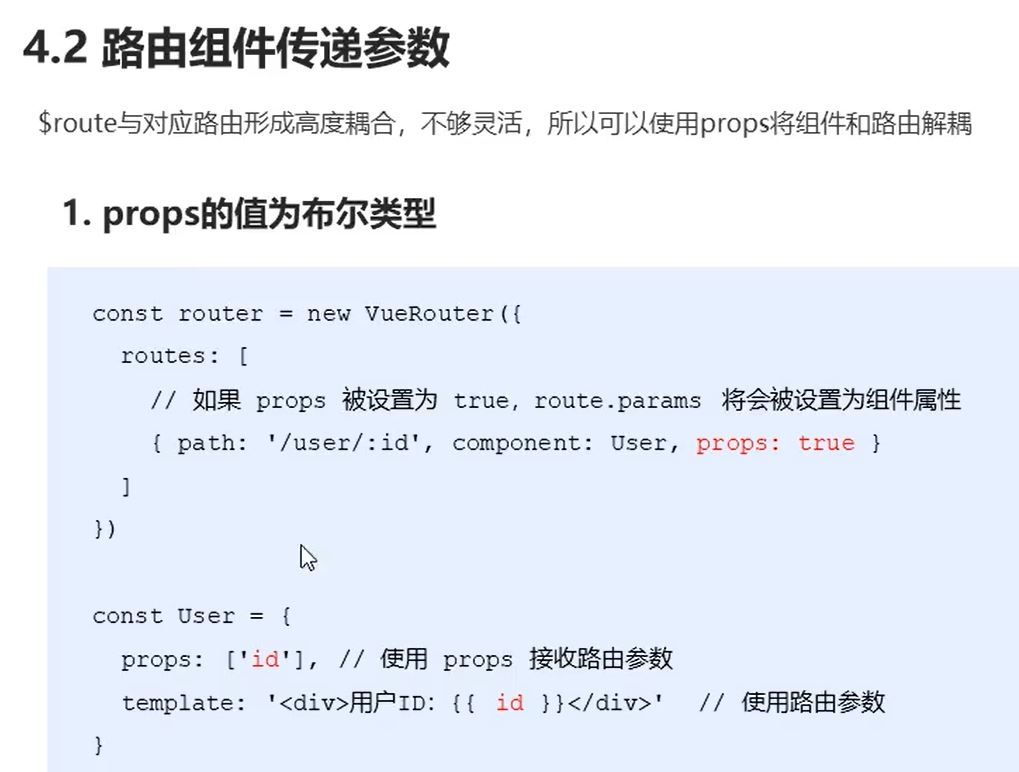 4.2 路由组件传递参数
$route与对应路由形成高度耦合，不够灵活，所以可以使用props将组件和路由解耦
1. props的值为布尔类型
const router = new VueRouter({
routes: [
// 如果 props 被设置为 true，route.params 将会被设置为组件属性
{ path: '/user/:id', component: User, props: true }
]
})
const User = {
props: ['id'], // 使用 props 接收路由参数
template: '<div>用户ID：{{ id }}</div>' // 使用路由参数
}